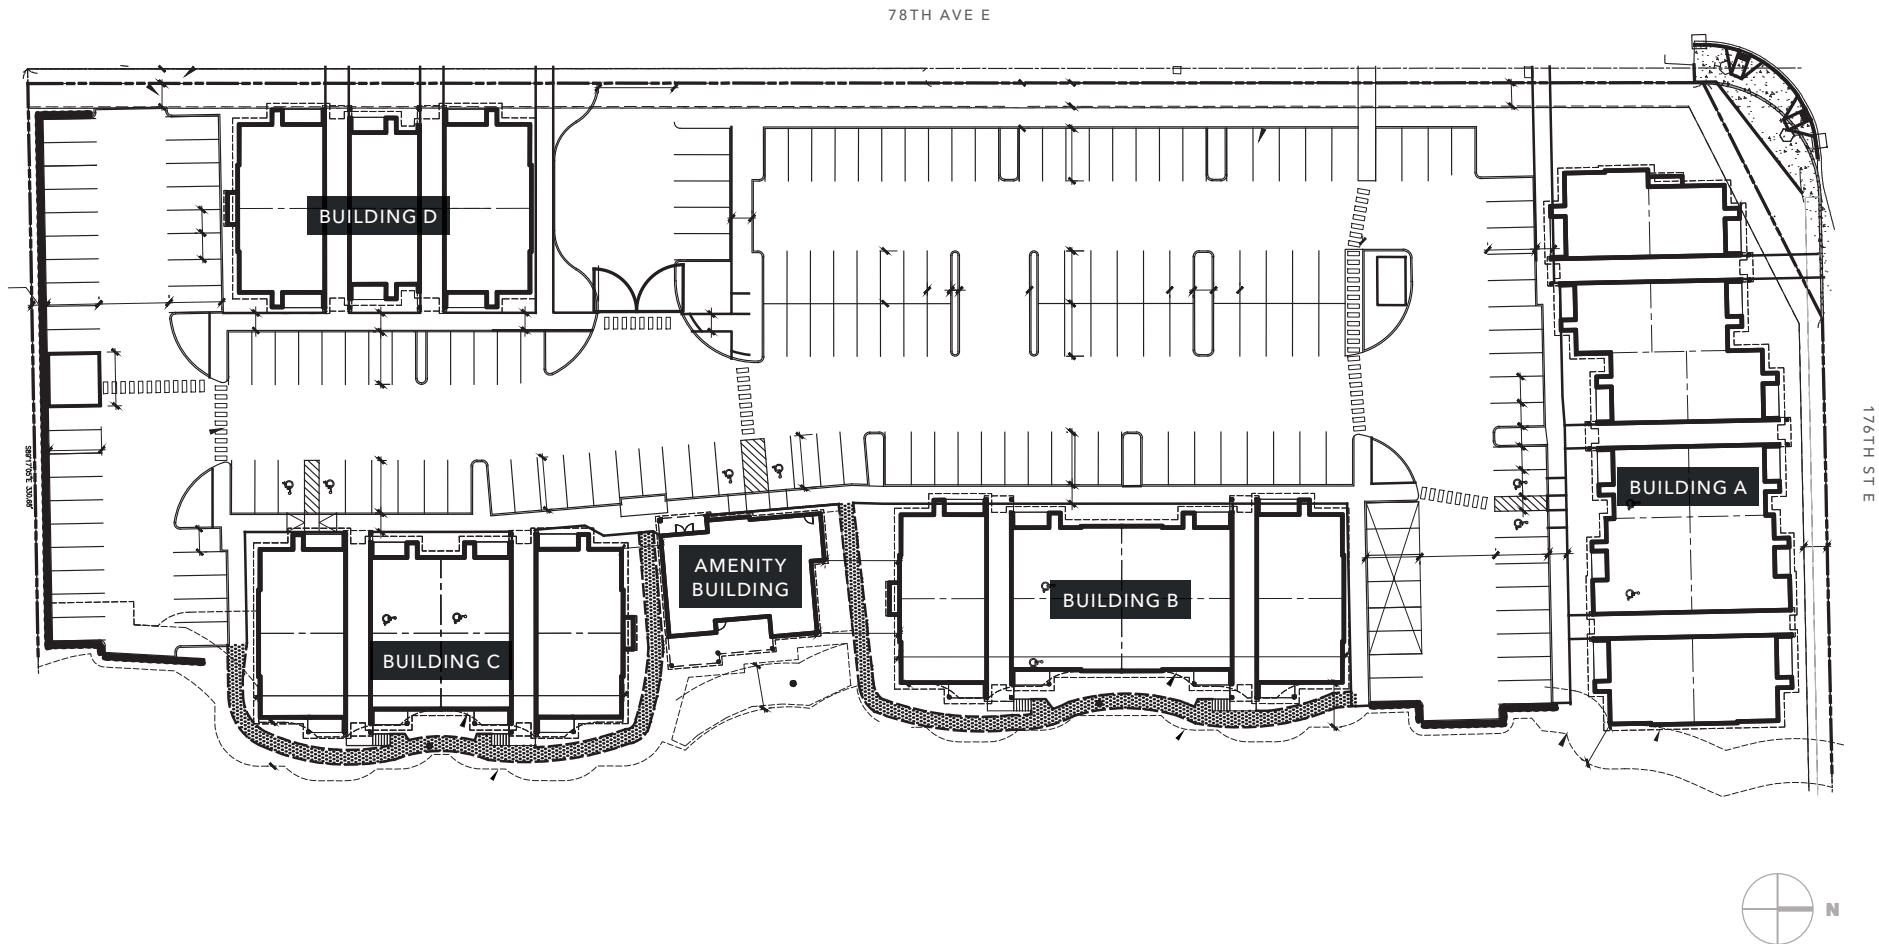 78TH AVE E
BUILDING D
176TH ST E
BUILDING A
AMENITY
BUILDING
BUILDING B
BUILDING C
N